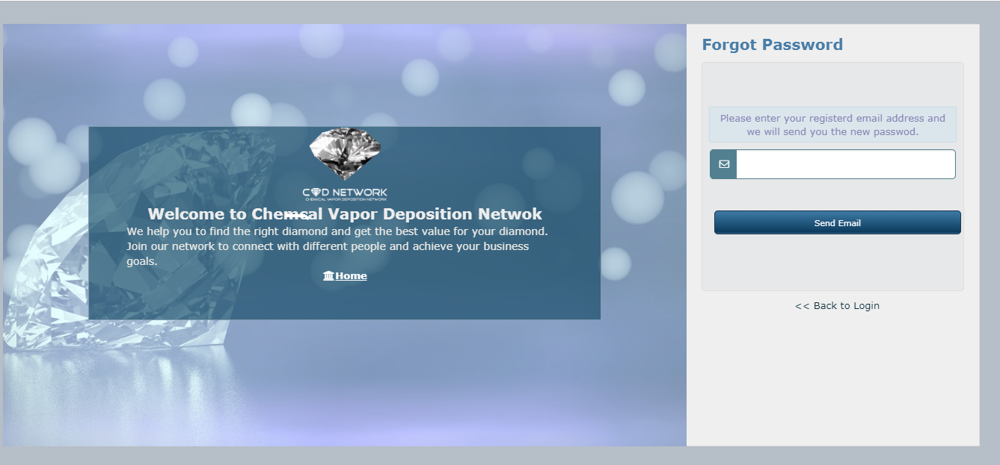 Forgot Password
Please enter your registerd email address and
we will send you the new passwod.
Send Email
<< Back to Login
C D NETWORK
CHEMICAL VAPOR DEPOSITION NETWORK
Welcome to Chemcal Vapor Deposition Netwok
We help you to find the right diamond and get the best value for your diamond.
Join our network to connect with different people and achieve your business
goals.
Home